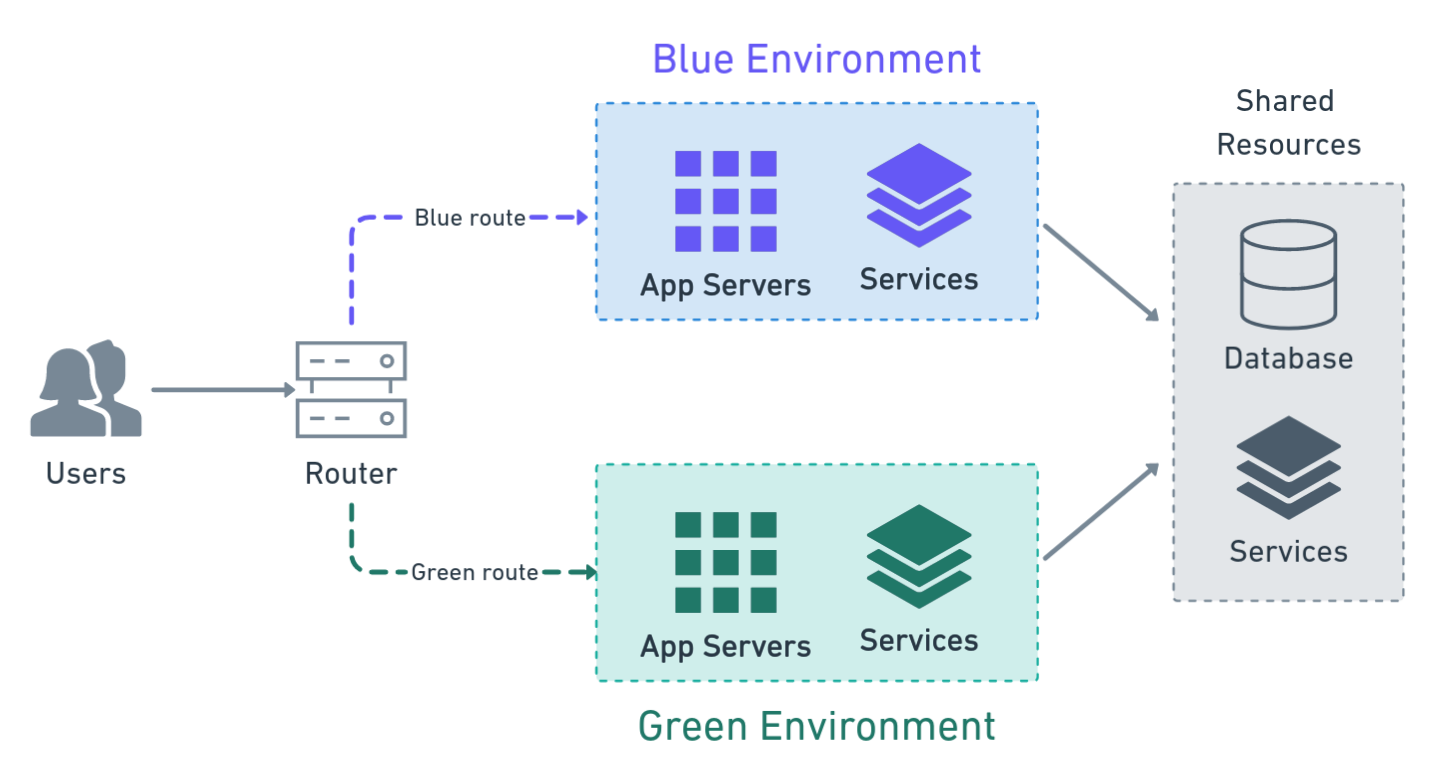 Blue Environment
Shared
Resources
Blue route
App Servers
Services
Database
Users
Router
Services
Green route
App Servers
Services
Green Environment